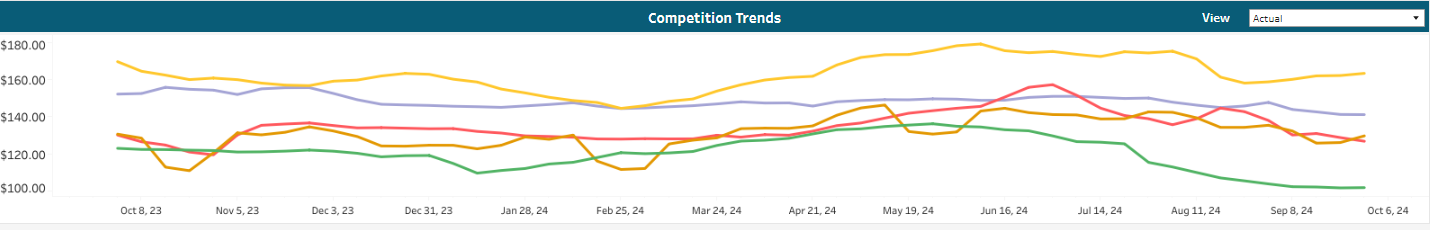 Competition Trends
View
Actual
$180.00
$160.00
$140.00
$120.00
$100.00
Oct 8, 23 Nov 5, 23 Dec 3, 23 Dec 31, 23 Jan 28, 24 Feb 25, 24 Mar 24, 24 Apr 21, 24 May 19, 24 Jun 16, 24 Jul 14, 24 Aug 11, 24 Sep 8, 24 Oct 6, 24